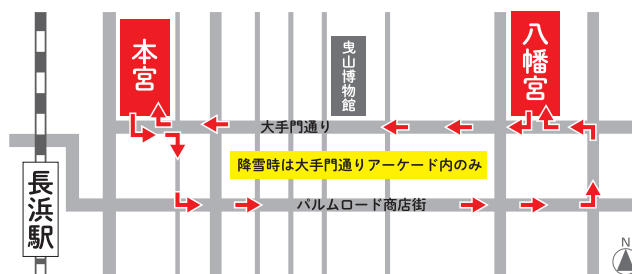 本宮
八幡宮
曳山博物館
大手門通り
降雪時は大手門通りアーケード内のみ
長浜駅
パルムロード商店街
N